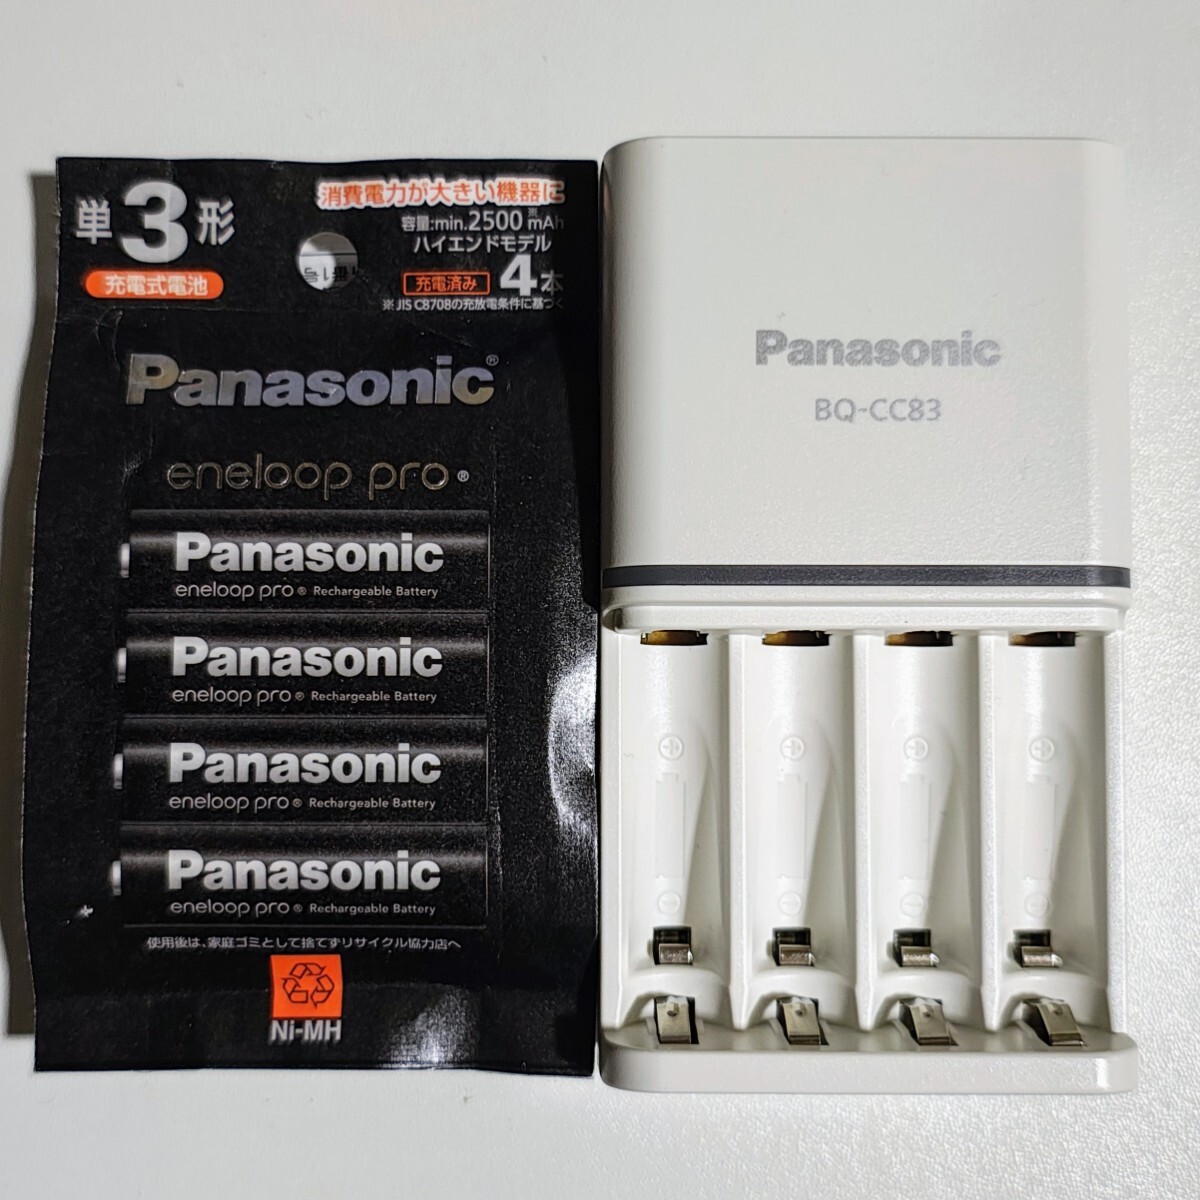 単3形
充電式電池
消費電力が大きい機器に
容量:min.2500 mAh※
ハイエンドモデル
充電済み 4本
※JIS C8708の充放電条件に基づく
Panasonic®
eneloop pro®
Panasonic
eneloop pro® Rechargeable Battery
Panasonic
eneloop pro® Rechargeable Battery
Panasonic
eneloop pro® Rechargeable Battery
Panasonic
eneloop pro® Rechargeable Battery
使用後は、家庭ゴミとして捨てずリサイクル協力店へ
Ni-MH
Panasonic
BQ-CC83